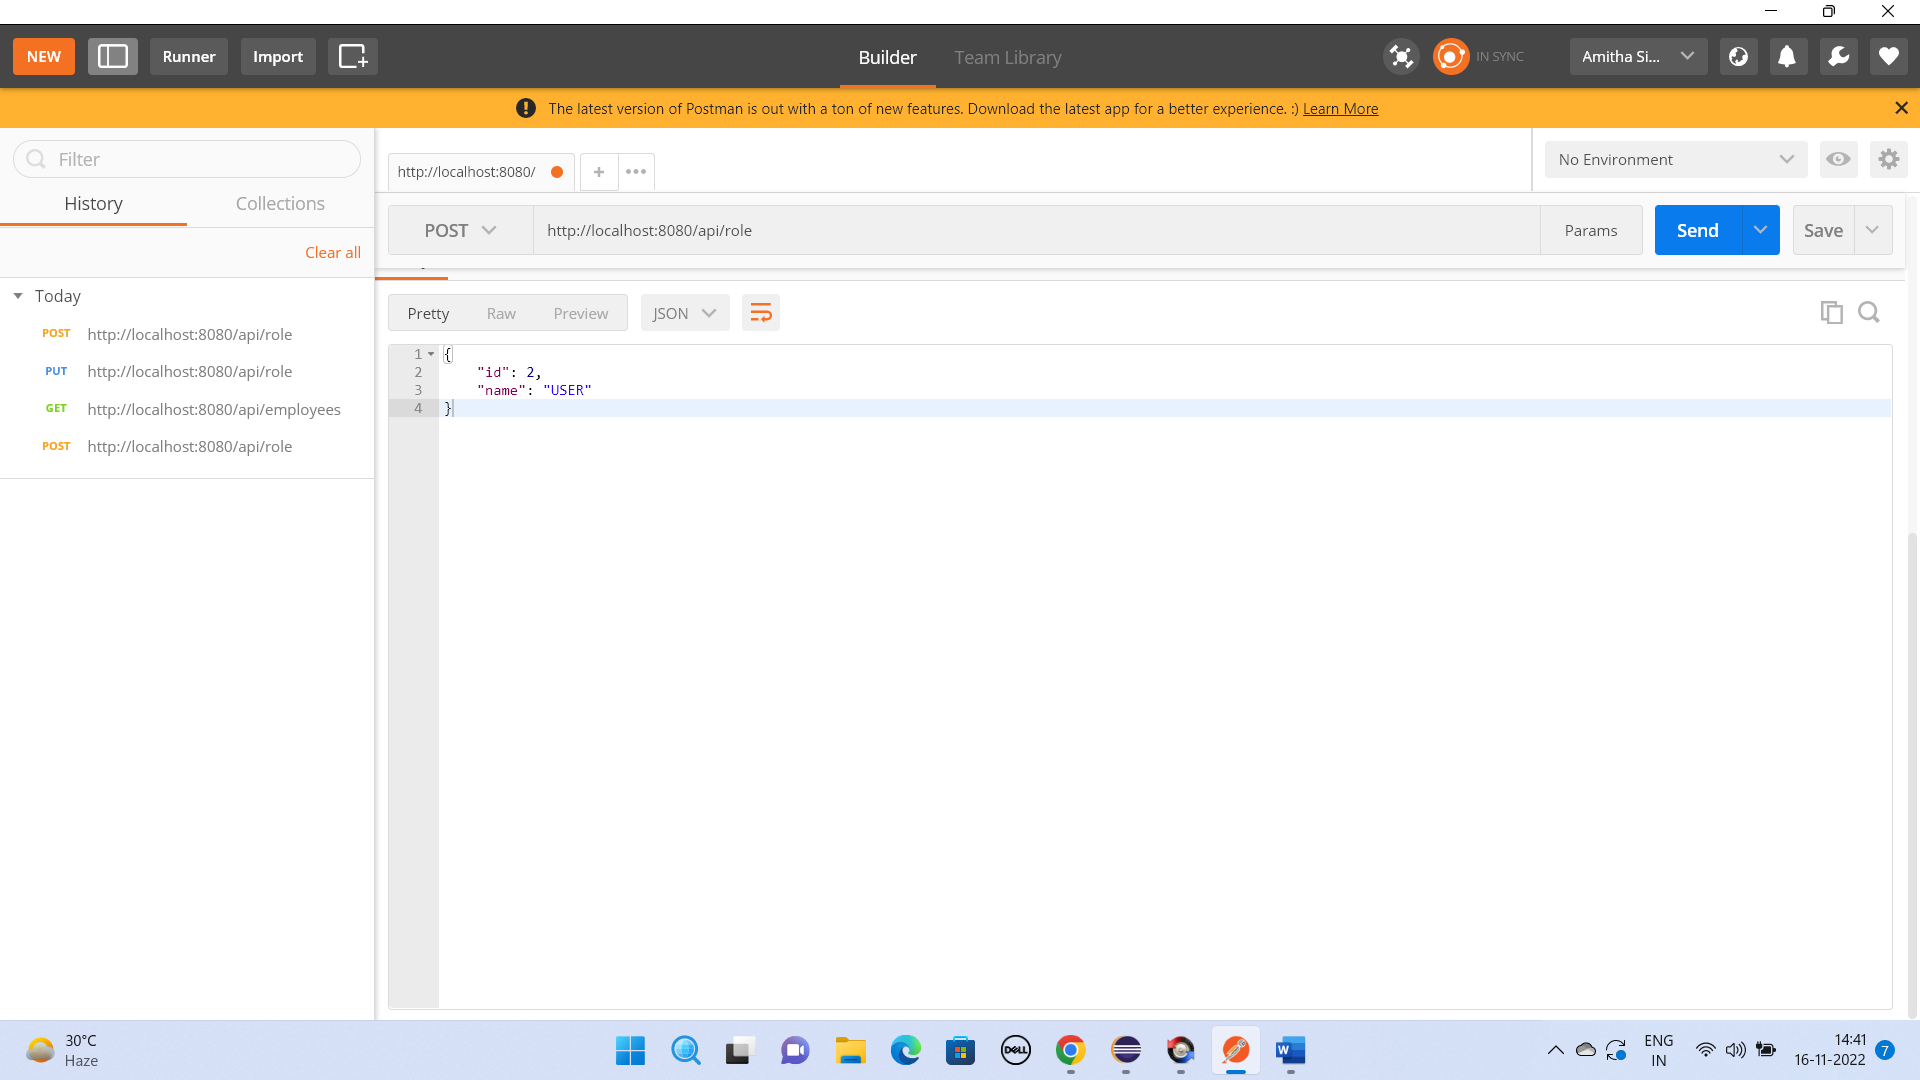 NEW
Runner
Import
Builder
Team Library
IN SYNC
Amitha Si...
The latest version of Postman is out with a ton of new features. Download the latest app for a better experience. :) Learn More
Filter
History
Collections
Clear all
Today
POST http://localhost:8080/api/role
PUT http://localhost:8080/api/role
GET http://localhost:8080/api/employees
POST http://localhost:8080/api/role
http://localhost:8080/
No Environment
POST
http://localhost:8080/api/role
Params
Send
Save
Pretty
Raw
Preview
JSON
1 {
2 "id": 2,
3 "name": "USER"
4 }
30°C
Haze
DELL
W
ENG
IN
14:41
16-11-2022
7